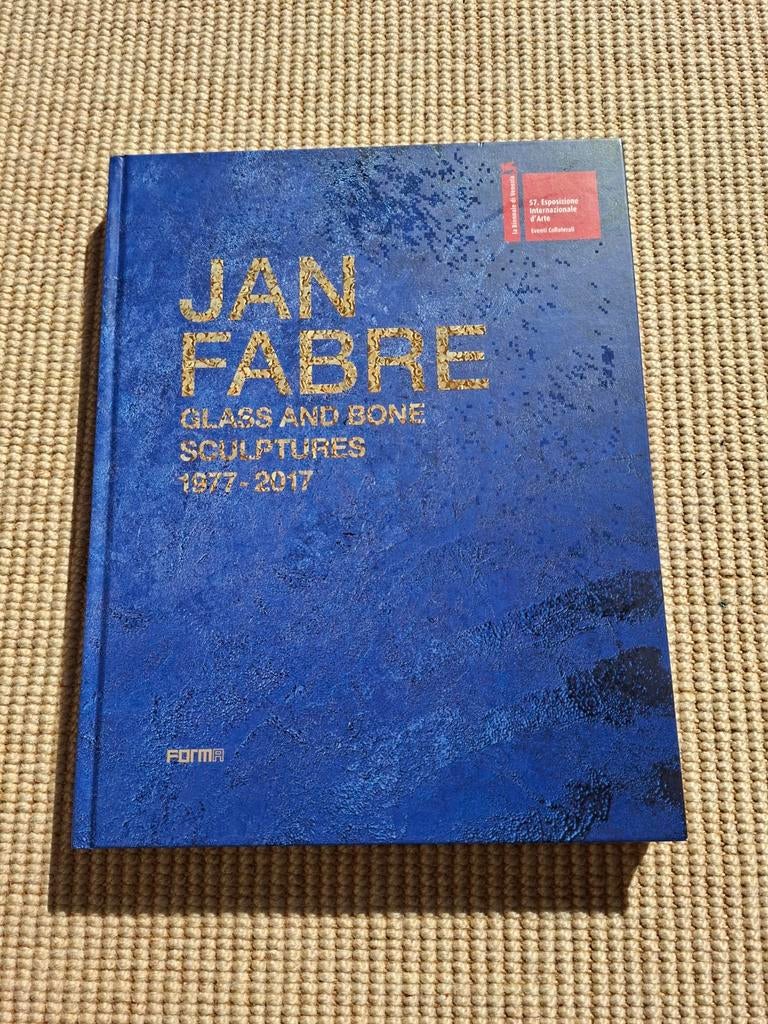 la Biennale di Venezia
57. Esposizione
Internazionale
d'Arte
Eventi Collaterali
JAN
FABRE
GLASS AND BONE
SCULPTURES
1977-2017
FORMA